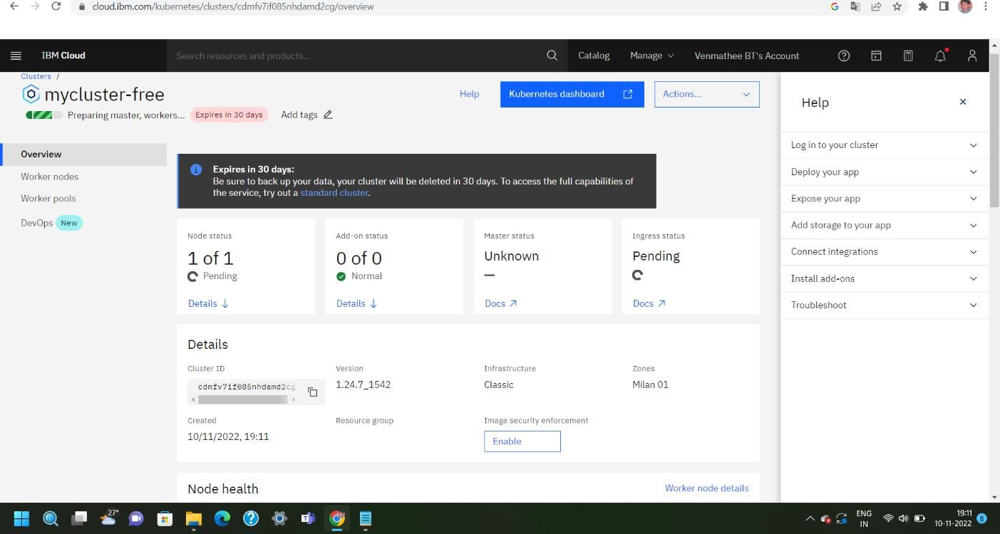 cloud.ibm.com/kubernetes/clusters/cdmfv7if085nhdamd2cg/overview
IBM Cloud
Search resources and products...
Catalog
Manage
Venmathee BT's Account
Clusters /
mycluster-free
Help
Kubernetes dashboard
Actions...
Preparing master, workers...
Expires in 30 days
Add tags
Overview
Worker nodes
Worker pools
DevOps New
Expires in 30 days:
Be sure to back up your data, your cluster will be deleted in 30 days. To access the full capabilities of
the service, try out a standard cluster.
Node status
1 of 1
Pending
Details
Add-on status
0 of 0
Normal
Details
Master status
Unknown
Docs
Ingress status
Pending
Docs
Details
Cluster ID
cdmfv7if085nhdamd2cg
Version
1.24.7_1542
Infrastructure
Classic
Zones
Milan 01
Created
10/11/2022, 19:11
Resource group
Image security enforcement
Enable
Node health
Worker node details
Help
Log in to your cluster
Deploy your app
Expose your app
Add storage to your app
Connect integrations
Install add-ons
Troubleshoot
27°
ENG
IN
19:11
10-11-2022
8